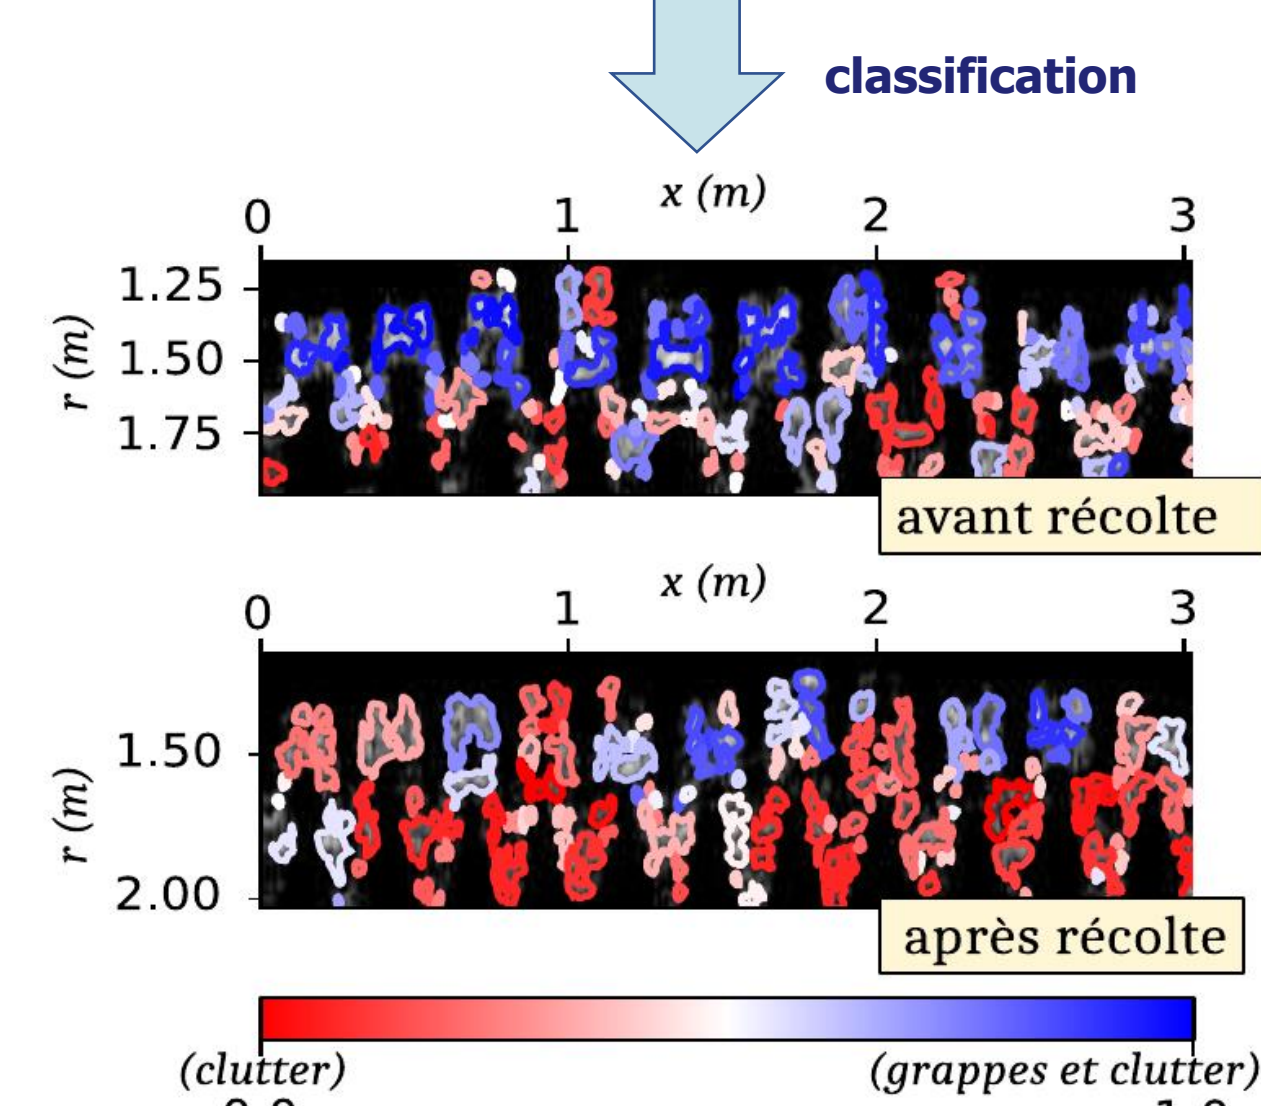 classification
x (m)
0 1 2 3
1.25
r (m)
1.50
1.75
avant récolte
x (m)
0 1 2 3
1.50
r (m)
2.00
après récolte
(clutter) (grappes et clutter)